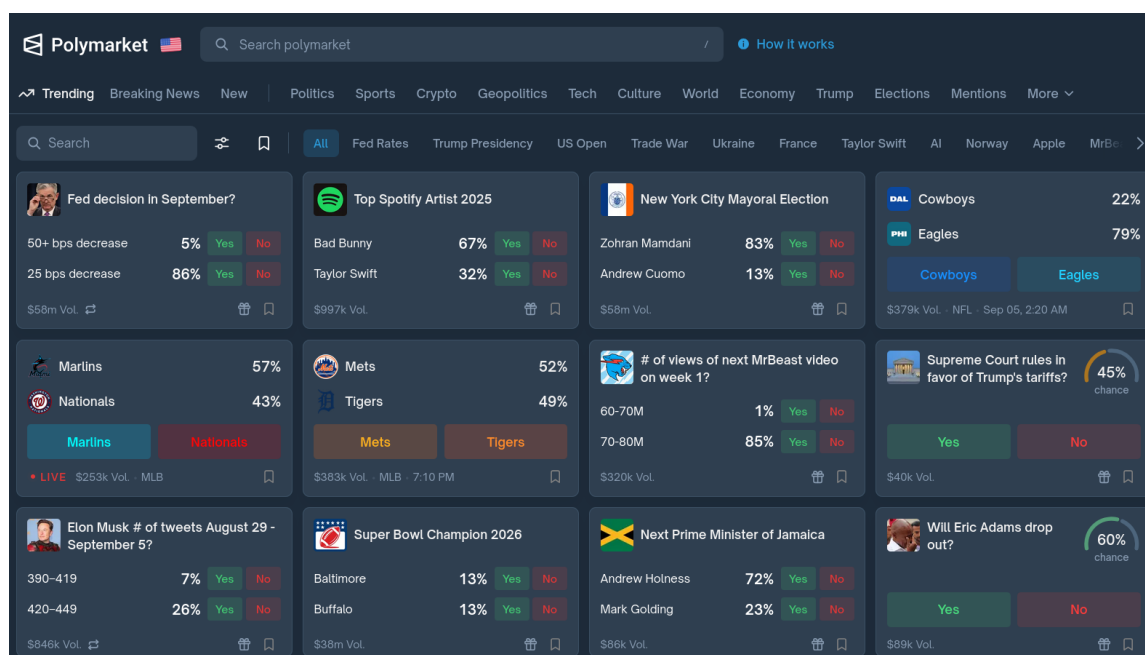 Polymarket
Search polymarket
/
How it works
Trending Breaking News New Politics Sports Crypto Geopolitics Tech Culture World Economy Trump Elections Mentions More
Search
All Fed Rates Trump Presidency US Open Trade War Ukraine France Taylor Swift AI Norway Apple
Fed decision in September?
50+ bps decrease 5% Yes No
25 bps decrease 86% Yes No
$58m Vol.
Top Spotify Artist 2025
Bad Bunny 67% Yes No
Taylor Swift 32% Yes No
$997k Vol.
New York City Mayoral Election
Zohran Mamdani 83% Yes No
Andrew Cuomo 13% Yes No
$58m Vol.
DAL Cowboys 22%
PHI Eagles 79%
Cowboys Eagles
$379k Vol. · NFL · Sep 05, 2:20 AM
Marlins 57%
Nationals 43%
Marlins Nationals
• LIVE $253k Vol. · MLB
Mets 52%
Tigers 49%
Mets Tigers
$383k Vol. · MLB · 7:10 PM
# of views of next MrBeast video
on week 1?
60-70M 1% Yes No
70-80M 85% Yes No
$320k Vol.
Supreme Court rules in
favor of Trump's tariffs?
45%
chance
Yes No
$40k Vol.
Elon Musk # of tweets August 29 -
September 5?
390–419 7% Yes No
420–449 26% Yes No
$846k Vol.
Super Bowl Champion 2026
Baltimore 13% Yes No
Buffalo 13% Yes No
$38m Vol.
Next Prime Minister of Jamaica
Andrew Holness 72% Yes No
Mark Golding 23% Yes No
$86k Vol.
Will Eric Adams drop
out?
60%
chance
Yes No
$89k Vol.